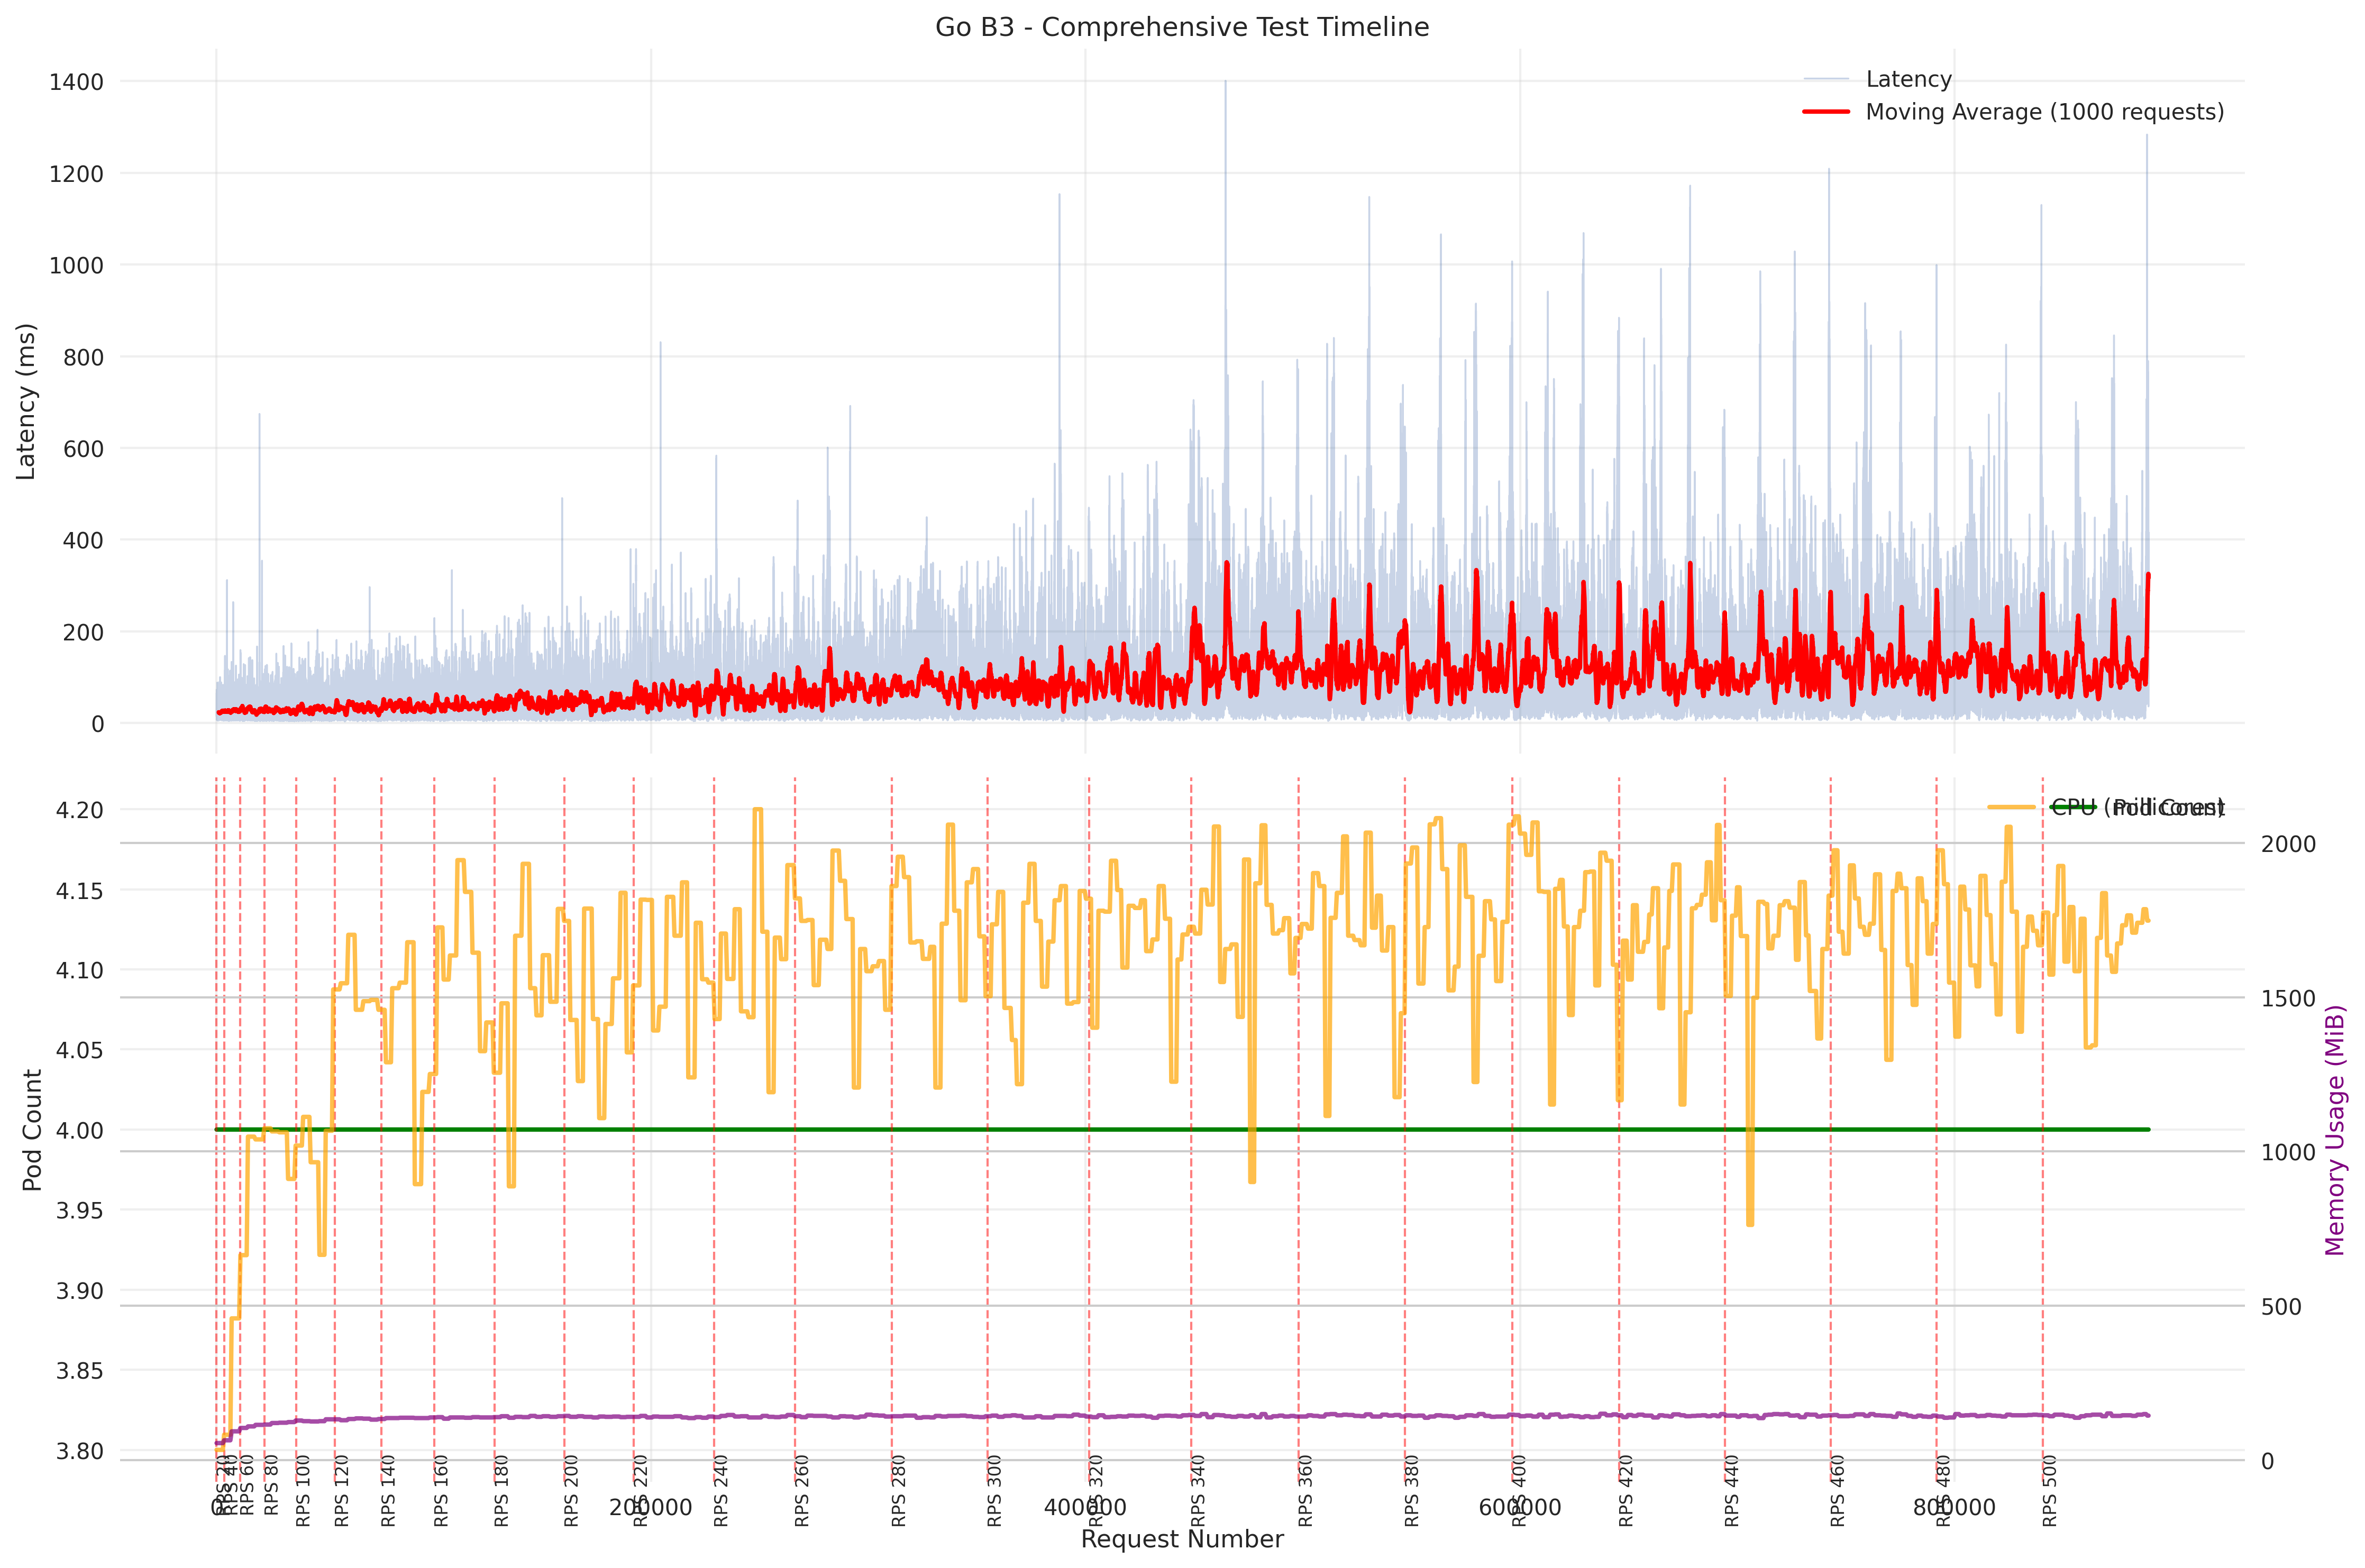 Go B3 - Comprehensive Test Timeline
Latency (ms)
1400
1200
1000
800
600
400
200
0
Latency
Moving Average (1000 requests)
Pod Count
4.20
4.15
4.10
4.05
4.00
3.95
3.90
3.85
3.80
CPU (millicores)
Pod Count
2000
1500
1000
500
0
Memory Usage (MiB)
RPS 20
RPS 40
RPS 60
RPS 80
RPS 100
RPS 120
RPS 140
RPS 160
RPS 180
RPS 200
RPS 220
RPS 240
RPS 260
RPS 280
RPS 300
RPS 320
RPS 340
RPS 360
RPS 380
RPS 400
RPS 420
RPS 440
RPS 460
RPS 480
RPS 500
0
200000
400000
600000
800000
Request Number